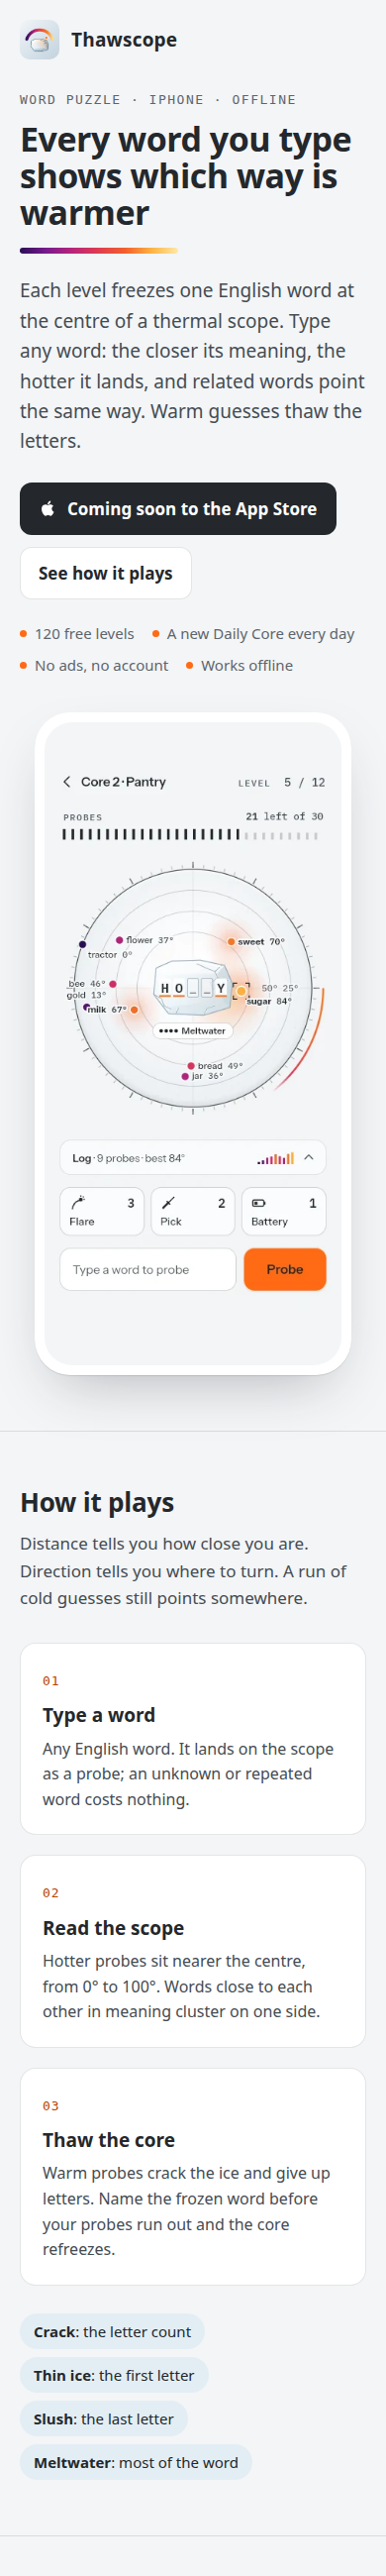 Thawscope
WORD PUZZLE · IPHONE · OFFLINE
Every word you type
shows which way is
warmer
Each level freezes one English word at
the centre of a thermal scope. Type
any word: the closer its meaning, the
hotter it lands, and related words point
the same way. Warm guesses thaw the
letters.
Coming soon to the App Store
See how it plays
120 free levels
A new Daily Core every day
No ads, no account
Works offline
Core 2·Pantry
LEVEL 5 / 12
PROBES
21 left of 30
flower 37°
sweet 70°
tractor 0°
bee 46°
gold 13°
milk 67°
H O _ _ Y
50° 25°
sugar 84°
Meltwater
bread 49°
jar 36°
Log·9 probes·best 84°
3
Flare
2
Pick
1
Battery
Type a word to probe
Probe
How it plays
Distance tells you how close you are.
Direction tells you where to turn. A run of
cold guesses still points somewhere.
01
Type a word
Any English word. It lands on the scope
as a probe; an unknown or repeated
word costs nothing.
02
Read the scope
Hotter probes sit nearer the centre,
from 0° to 100°. Words close to each
other in meaning cluster on one side.
03
Thaw the core
Warm probes crack the ice and give up
letters. Name the frozen word before
your probes run out and the core
refreezes.
Crack: the letter count
Thin ice: the first letter
Slush: the last letter
Meltwater: most of the word